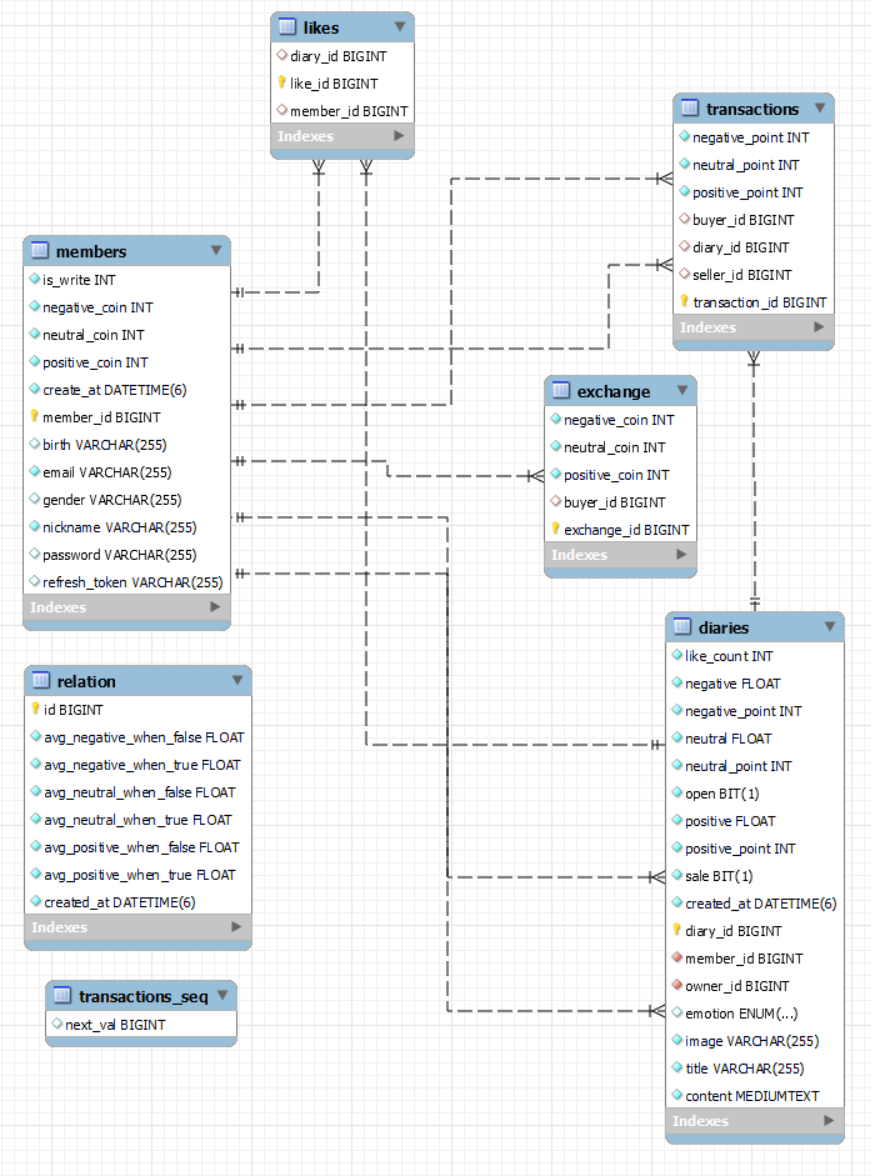 likes
diary_id BIGINT
like_id BIGINT
member_id BIGINT
Indexes
transactions
negative_point INT
neutral_point INT
positive_point INT
buyer_id BIGINT
diary_id BIGINT
seller_id BIGINT
transaction_id BIGINT
Indexes
members
is_write INT
negative_coin INT
neutral_coin INT
positive_coin INT
create_at DATETIME(6)
member_id BIGINT
birth VARCHAR(255)
email VARCHAR(255)
gender VARCHAR(255)
nickname VARCHAR(255)
password VARCHAR(255)
refresh_token VARCHAR(255)
Indexes
exchange
negative_coin INT
neutral_coin INT
positive_coin INT
buyer_id BIGINT
exchange_id BIGINT
Indexes
diaries
like_count INT
negative FLOAT
negative_point INT
neutral FLOAT
neutral_point INT
open BIT(1)
positive FLOAT
positive_point INT
sale BIT(1)
created_at DATETIME(6)
diary_id BIGINT
member_id BIGINT
owner_id BIGINT
emotion ENUM(...)
image VARCHAR(255)
title VARCHAR(255)
content MEDIUMTEXT
Indexes
relation
id BIGINT
avg_negative_when_false FLOAT
avg_negative_when_true FLOAT
avg_neutral_when_false FLOAT
avg_neutral_when_true FLOAT
avg_positive_when_false FLOAT
avg_positive_when_true FLOAT
created_at DATETIME(6)
Indexes
transactions_seq
next_val BIGINT